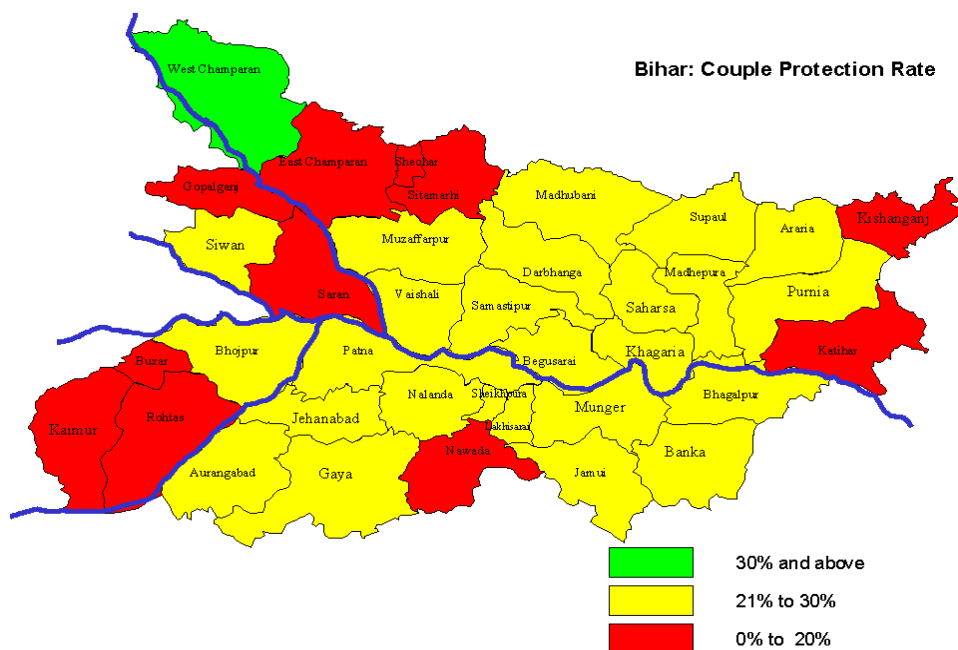 Bihar: Couple Protection Rate
West Champaran
East Champaran
Sheohar
Sitamarhi
Gopalganj
Madhubani
Supaul
Araria
Kishanganj
Siwan
Muzaffarpur
Darbhanga
Madhepura
Purnia
Saran
Vaishali
Samastipur
Saharsa
Buxar
Bhojpur
Patna
Begusarai
Khagaria
Katihar
Kaimur
Rohtas
Jehanabad
Nalanda
Sheikhpura
Lakhisarai
Munger
Bhagalpur
Aurangabad
Gaya
Nawada
Jamui
Banka
30% and above
21% to 30%
0% to 20%